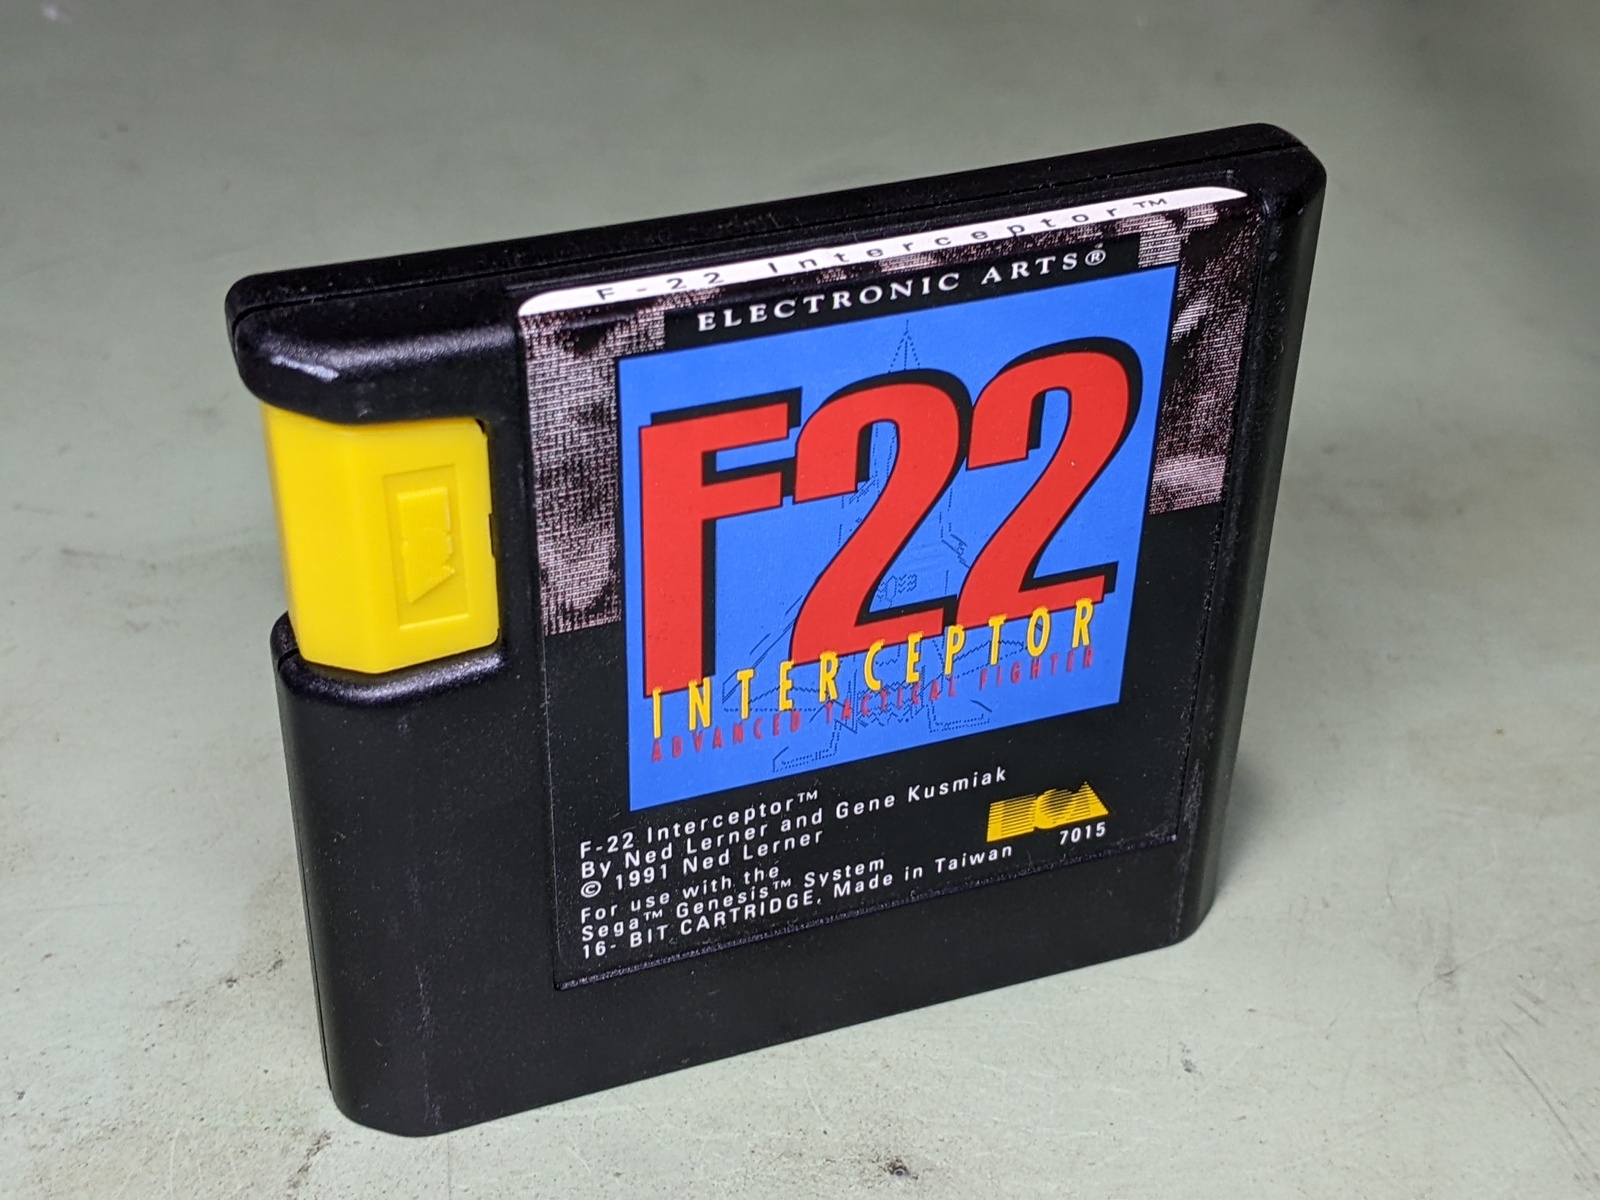 F-22 Interceptor™
ELECTRONIC ARTS®
F22
INTERCEPTOR
ADVANCED TACTICAL FIGHTER
F-22 Interceptor™
By Ned Lerner and Gene Kusmiak
© 1991 Ned Lerner
For use with the
Sega™ Genesis™ System
16- BIT CARTRIDGE. Made in Taiwan
EA
7015